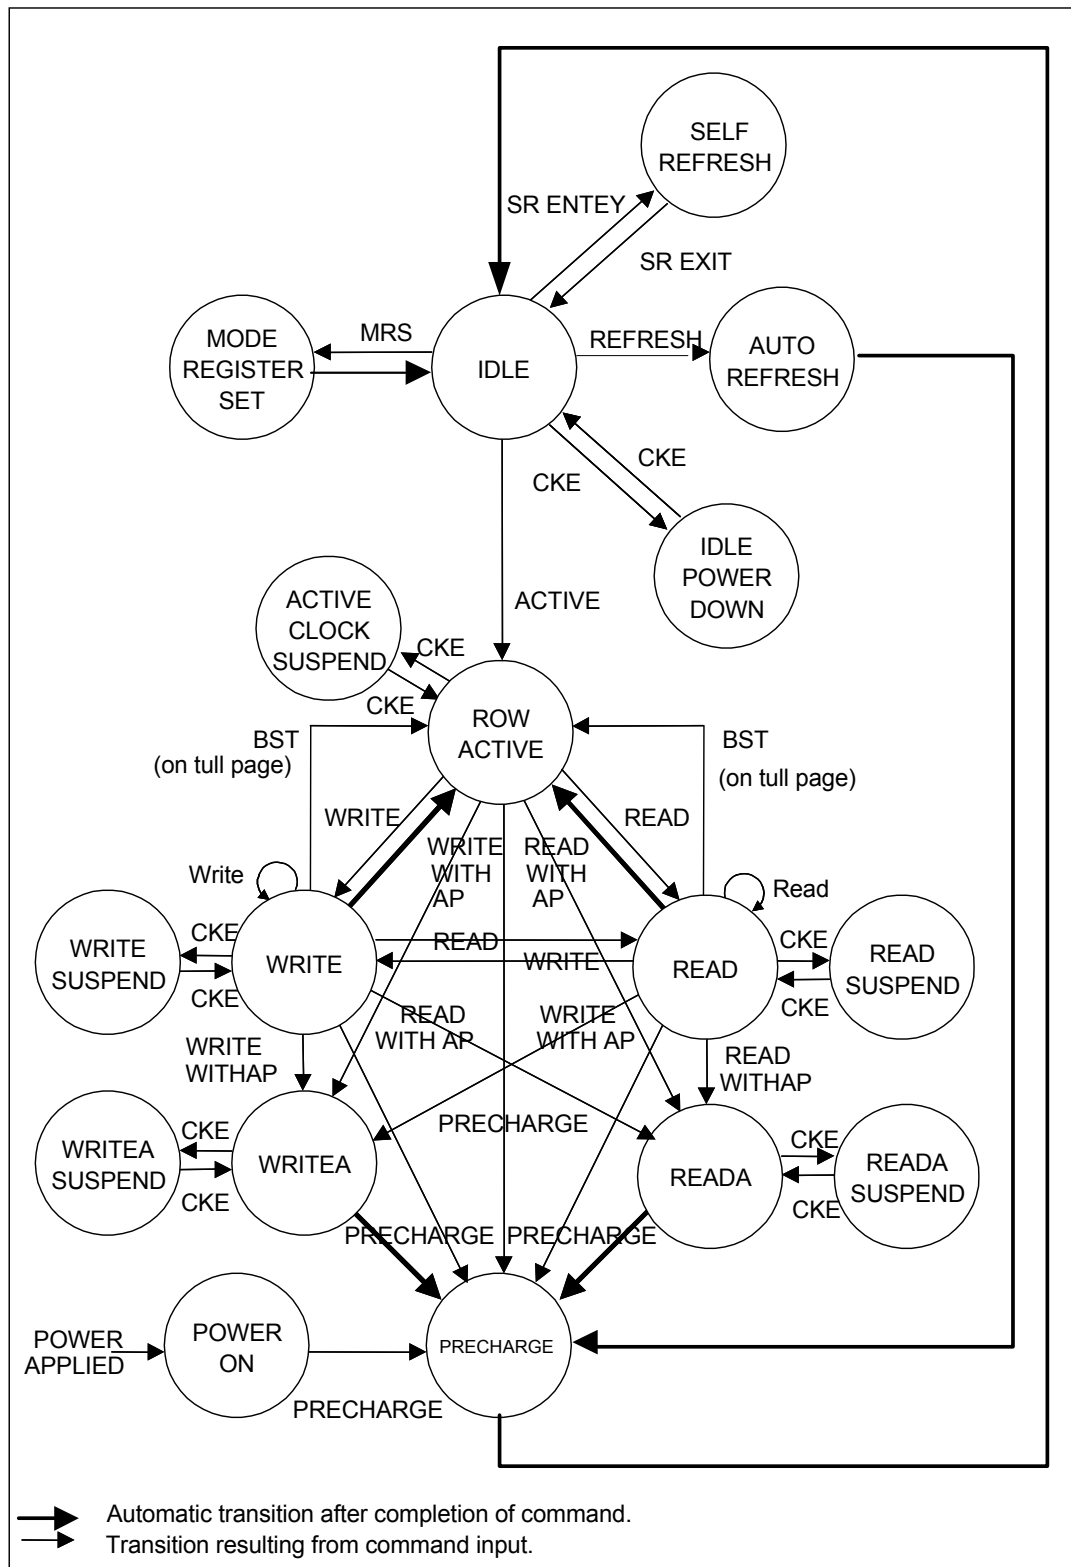 SELF
REFRESH
SR ENTEY
SR EXIT
MODE
REGISTER
SET
MRS
IDLE
REFRESH
AUTO
REFRESH
CKE
CKE
IDLE
POWER
DOWN
ACTIVE
ACTIVE
CLOCK
SUSPEND
CKE
CKE
ROW
ACTIVE
BST
(on tull page)
BST
(on tull page)
WRITE
READ
WRITE
WITH
AP
READ
WITH
AP
Write
Read
WRITE
SUSPEND
CKE
CKE
WRITE
READ
WRITE
READ
CKE
CKE
READ
SUSPEND
READ
WITH AP
WRITE
WITH AP
WRITE
WITHAP
READ
WITHAP
WRITEA
SUSPEND
CKE
CKE
WRITEA
PRECHARGE
READA
CKE
CKE
READA
SUSPEND
PRECHARGE
PRECHARGE
POWER
APPLIED
POWER
ON
PRECHARGE
PRECHARGE
Automatic transition after completion of command.
Transition resulting from command input.